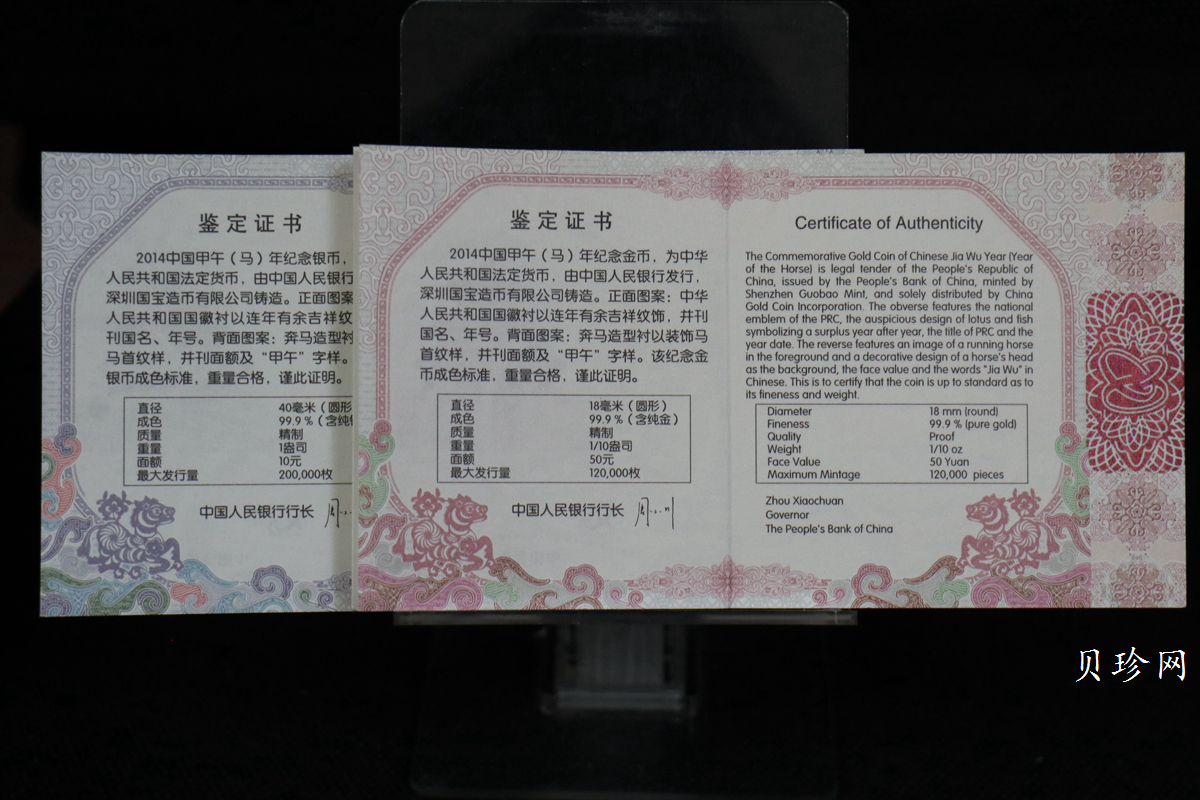 鉴定证书
2014中国甲午（马）年纪念银币，
人民共和国法定货币，由中国人民银行
深圳国宝造币有限公司铸造。正面图案
人民共和国国徽衬以连年有余吉祥纹
刊国名、年号。背面图案：奔马造型衬
马首纹样，并刊面额及“甲午”字样。
银币成色标准，重量合格，谨此证明。
直径 40毫米（圆形
成色 99.9％（含纯
质量 精制
重量 1盎司
面额 10元
最大发行量 200,000枚
中国人民银行行长
鉴定证书
2014中国甲午（马）年纪念金币，为中华
人民共和国法定货币，由中国人民银行发行，
深圳国宝造币有限公司铸造。正面图案：中华
人民共和国国徽衬以连年有余吉祥纹饰，并刊
国名、年号。背面图案：奔马造型衬以装饰马
首纹样，并刊面额及“甲午”字样。该纪念金
币成色标准，重量合格，谨此证明。
直径 18毫米（圆形）
成色 99.9％（含纯金）
质量 精制
重量 1/10盎司
面额 50元
最大发行量 120,000枚
中国人民银行行长
Certificate of Authenticity
The Commemorative Gold Coin of Chinese Jia Wu Year (Year
of the Horse) is legal tender of the People's Republic of
China, issued by the People's Bank of China, minted by
Shenzhen Guobao Mint, and solely distributed by China
Gold Coin Incorporation. The obverse features the national
emblem of the PRC, the auspicious design of lotus and fish
symbolizing a surplus year after year, the title of PRC and the
year date. The reverse features an image of a running horse
in the foreground and a decorative design of a horse's head
as the background, the face value and the words "Jia Wu" in
Chinese. This is to certify that the coin is up to standard as to
its fineness and weight.
Diameter 18 mm (round)
Fineness 99.9 % (pure gold)
Quality Proof
Weight 1/10 oz
Face Value 50 Yuan
Maximum Mintage 120,000 pieces
Zhou Xiaochuan
Governor
The People's Bank of China
贝珍网